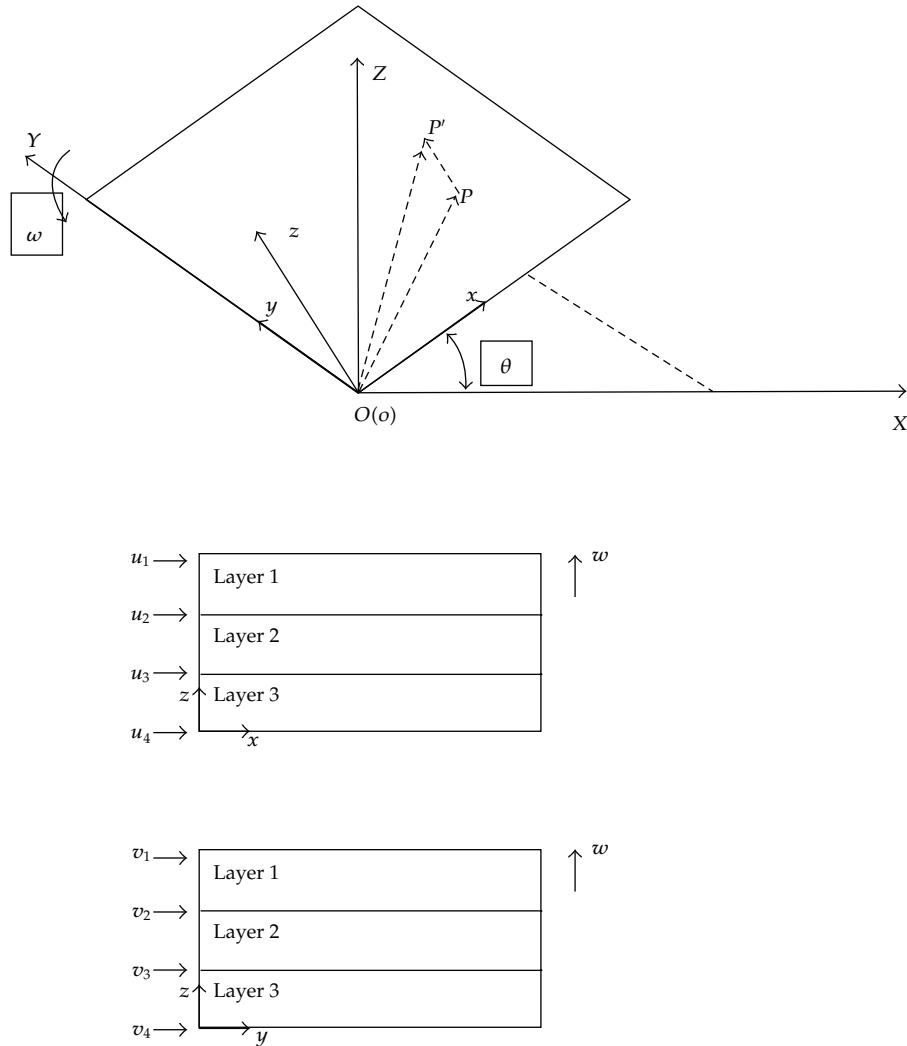 Z
Y
P′
P
ω
z
y
x
θ
O(o)
X
u1
Layer 1
w
u2
Layer 2
u3
z
Layer 3
u4
x
v1
Layer 1
w
v2
Layer 2
v3
z
Layer 3
v4
y